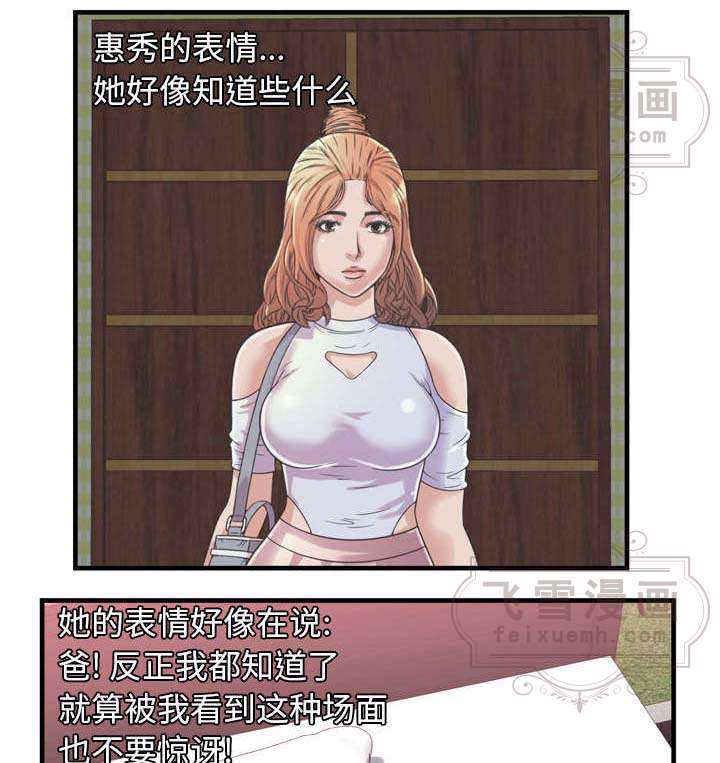 惠秀的表情...
她好像知道些什么
画
com
她的表情好像在说:
爸! 反正我都知道了
就算被我看到这种场面
也不要惊讶!
飞雪漫画
feixuemh.com